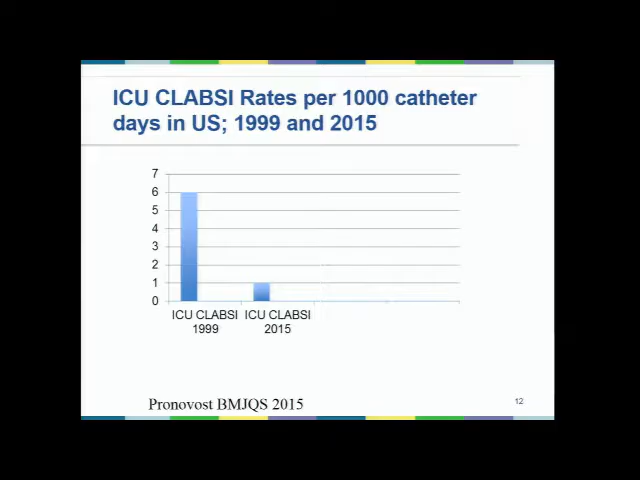 ICU CLABSI Rates per 1000 catheter
days in US; 1999 and 2015
7
6
5
4
3
2
1
0
ICU CLABSI ICU CLABSI
1999 2015
Pronovost BMJQS 2015
12